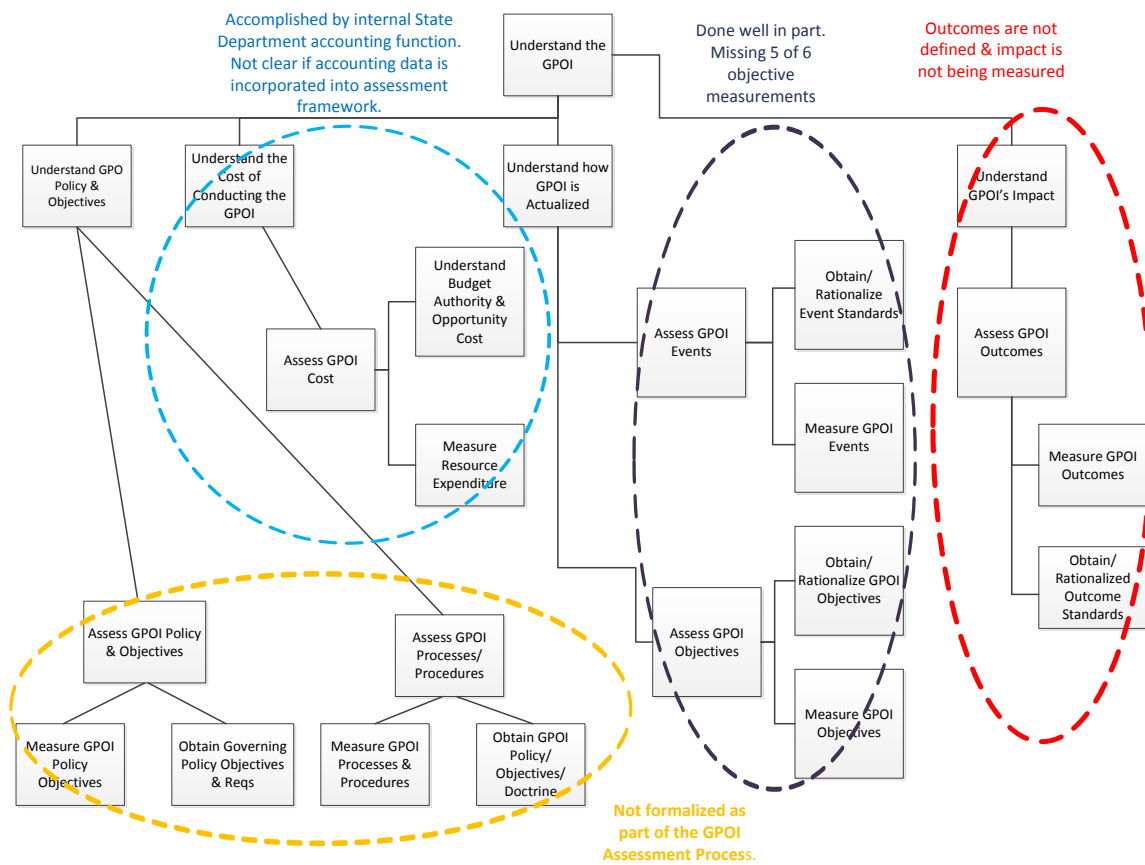 Accomplished by internal State
Department accounting function.
Not clear if accounting data is
incorporated into assessment
framework.
Understand the
GPOI
Done well in part.
Missing 5 of 6
objective
measurements
Outcomes are not
defined & impact is
not being measured
Understand GPO
Policy &
Objectives
Understand the
Cost of
Conducting the
GPOI
Understand how
GPOI is
Actualized
Understand
GPOI's Impact
Understand
Budget
Authority &
Opportunity
Cost
Obtain/
Rationalize
Event Standards
Assess GPOI
Cost
Assess GPOI
Events
Assess GPOI
Outcomes
Measure
Resource
Expenditure
Measure GPOI
Events
Measure GPOI
Outcomes
Obtain/
Rationalize GPOI
Objectives
Obtain/
Rationalized
Outcome
Standards
Assess GPOI Policy
& Objectives
Assess GPOI
Processes/
Procedures
Assess GPOI
Objectives
Measure GPOI
Objectives
Measure GPOI
Policy
Objectives
Obtain Governing
Policy Objectives
& Reqs
Measure GPOI
Processes &
Procedures
Obtain GPOI
Policy/
Objectives/
Doctrine
Not formalized as
part of the GPOI
Assessment Process.